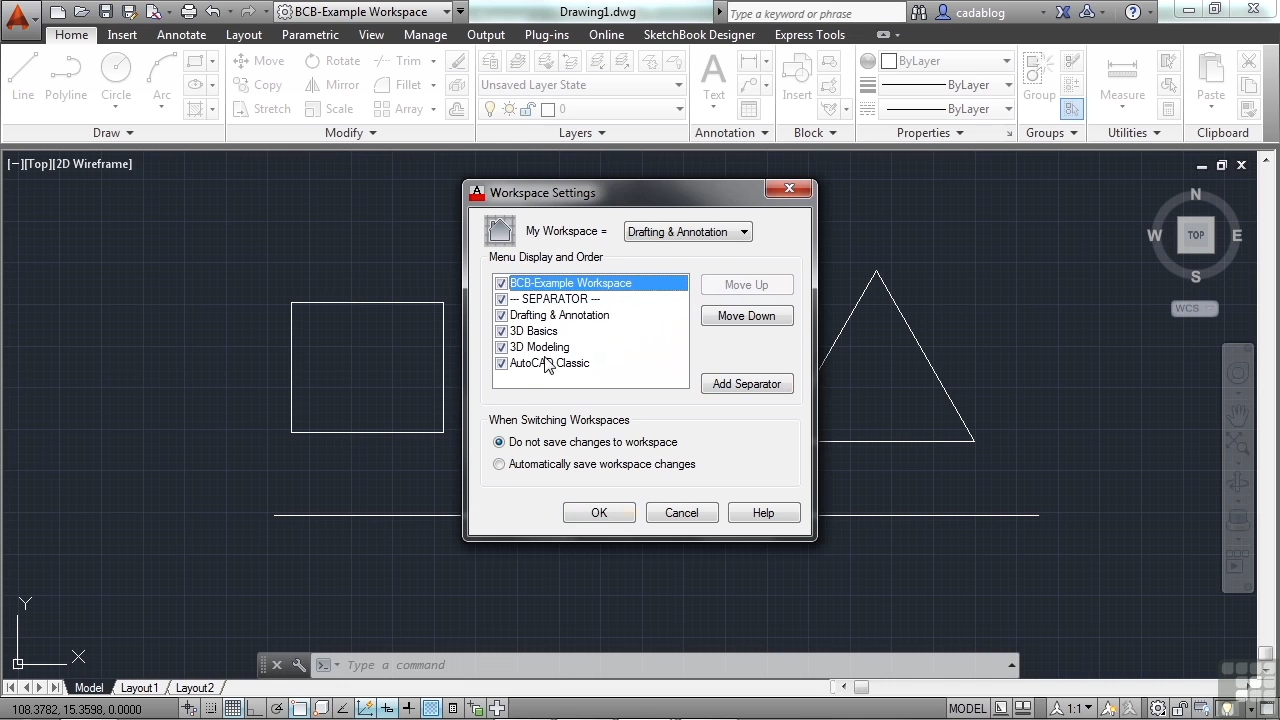 BCB-Example Workspace
Drawing1.dwg
Type a keyword or phrase
cadablog
Home Insert Annotate Layout Parametric View Manage Output Plug-ins Online SketchBook Designer Express Tools
Line
Polyline
Circle
Arc
Draw
Move
Rotate
Trim
Copy
Mirror
Fillet
Stretch
Scale
Array
Modify
Unsaved Layer State
0
Layers
Text
Annotation
Insert
Block
ByLayer
ByLayer
ByLayer
Properties
Group
Groups
Measure
Utilities
Paste
Clipboard
[−][Top][2D Wireframe]
N
W
TOP
E
S
WCS
Workspace Settings
My Workspace =
Drafting & Annotation
Menu Display and Order
BCB-Example Workspace
--- SEPARATOR ---
Drafting & Annotation
3D Basics
3D Modeling
AutoCAD Classic
Move Up
Move Down
Add Separator
When Switching Workspaces
Do not save changes to workspace
Automatically save workspace changes
OK
Cancel
Help
Y
X
Type a command
Model
Layout1
Layout2
108.3782, 15.3598, 0.0000
MODEL
1:1